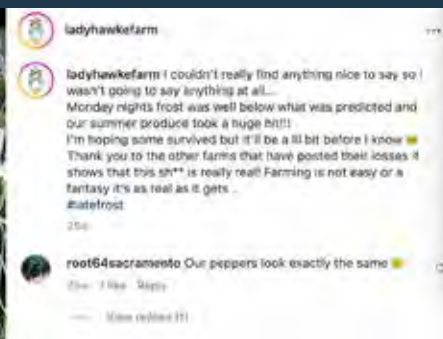 ladyhawkefarm
ladyhawkefarm I couldn't really find anything nice to say so I
wasn't going to say anything at all...
Monday nights frost was well below what was predicted and
our summer produce took a huge hit!!!
I'm hoping some survived but it'll be a lil bit before I know
Thank you to the other farms that have posted their losses it
shows that this sh** is really real! Farming is not easy or a
fantasy it's as real as it gets .
#latefrost
root64sacramento Our peppers look exactly the same
1 like Reply
View replies (1)